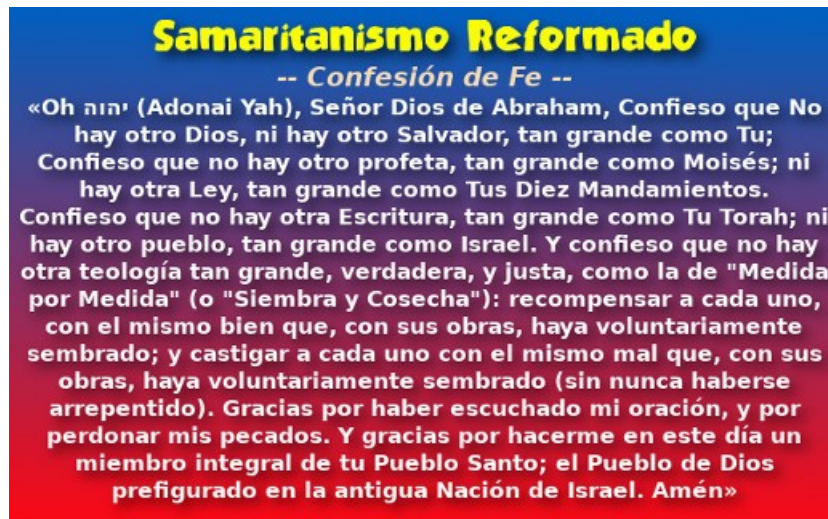 Samaritanismo Reformado
-- Confesión de Fe --
«Oh יהוה (Adonai Yah), Señor Dios de Abraham, Confieso que No
hay otro Dios, ni hay otro Salvador, tan grande como Tu;
Confieso que no hay otro profeta, tan grande como Moisés; ni
hay otra Ley, tan grande como Tus Diez Mandamientos.
Confieso que no hay otra Escritura, tan grande como Tu Torah; ni
hay otro pueblo, tan grande como Israel. Y confieso que no hay
otra teología tan grande, verdadera, y justa, como la de "Medida
por Medida" (o "Siembra y Cosecha"): recompensar a cada uno,
con el mismo bien que, con sus obras, haya voluntariamente
sembrado; y castigar a cada uno con el mismo mal que, con sus
obras, haya voluntariamente sembrado (sin nunca haberse
arrepentido). Gracias por haber escuchado mi oración, y por
perdonar mis pecados. Y gracias por hacerme en este día un
miembro integral de tu Pueblo Santo; el Pueblo de Dios
prefigurado en la antigua Nación de Israel. Amén»